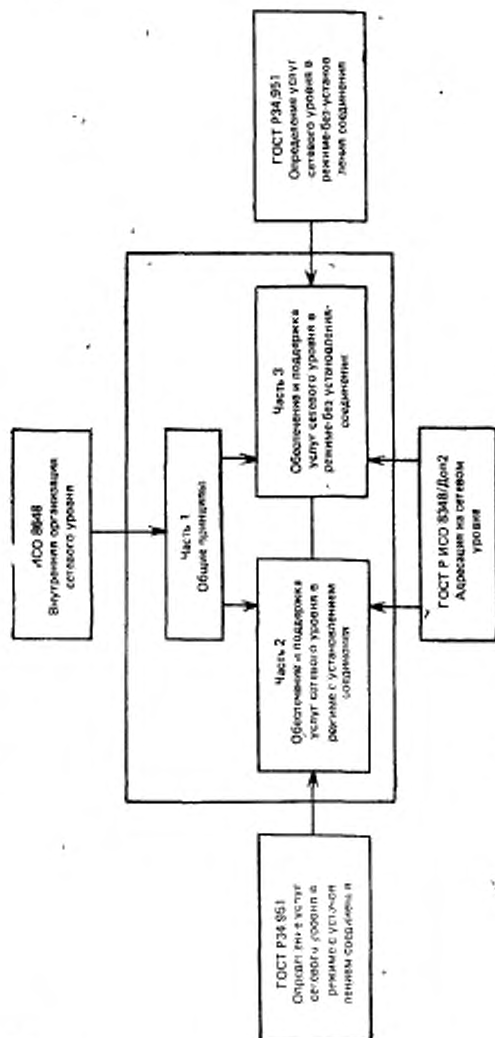 ИСО 8648
Внутренняя организация
сетевого уровня
Часть 1
Общие принципы
ГОСТ Р34.951
Определение услуг
сетевого уровня в
режиме с установ
лением соединения
Часть 2
Обеспечение и поддержка
услуг сетевого уровня в
режиме с установлением
соединения
Часть 3
Обеспечение и поддержка
услуг сетевого уровня в
режиме-без установления-
соединения
ГОСТ Р34.951
Определение услуг
сетевого уровня в
режиме-без-установ
ления соединения
ГОСТ Р ИСО 8348/Доп2
Адресация на сетевом
уровне